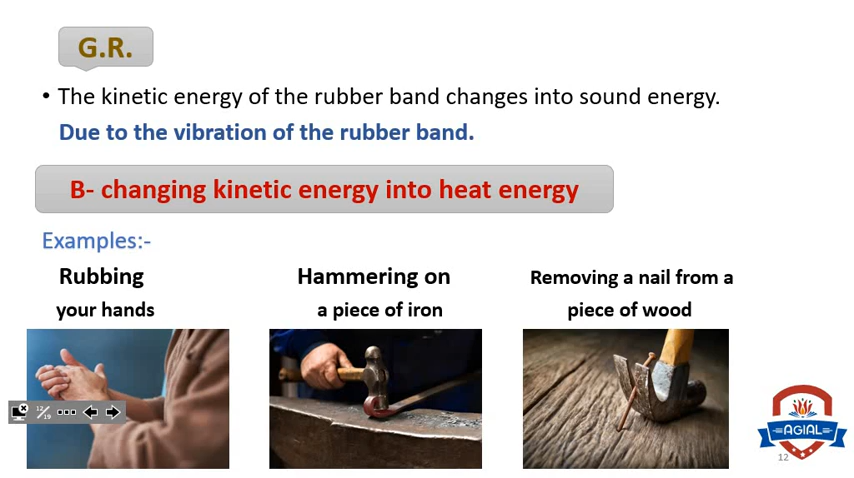 G.R.
• The kinetic energy of the rubber band changes into sound energy.
Due to the vibration of the rubber band.
B- changing kinetic energy into heat energy
Examples:-
Rubbing
your hands
Hammering on
a piece of iron
Removing a nail from a
piece of wood
12/19
AGIAL
12